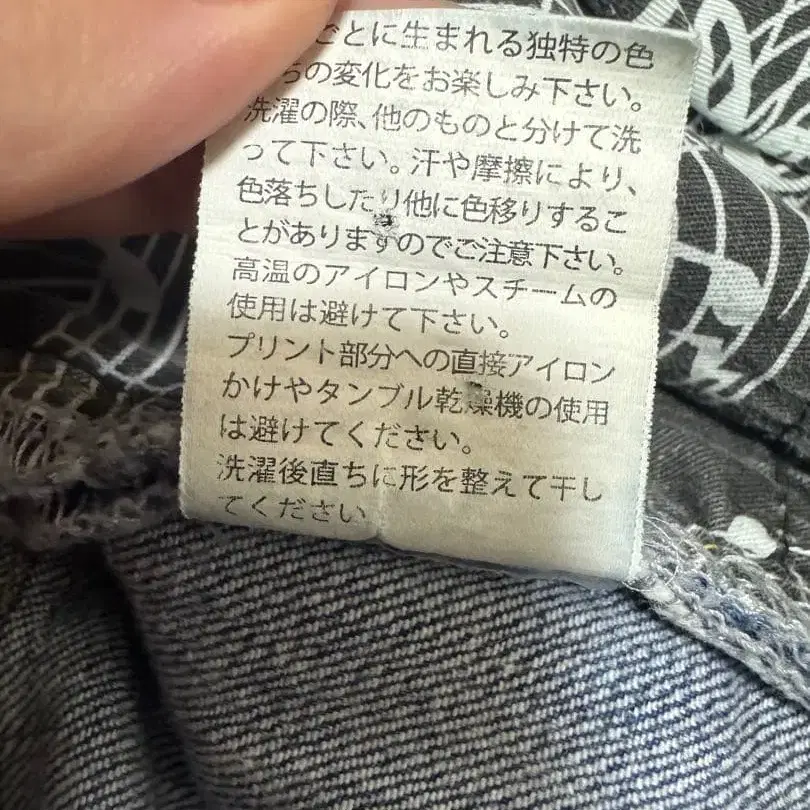 ごとに生まれる独特の色
ちの変化をお楽しみ下さい。
洗濯の際、他のものと分けて洗
って下さい。汗や摩擦により、
色落ちしたり他に色移りするこ
とがありますのでご注意下さい。
高温のアイロンやスチームの
使用は避けて下さい。
プリント部分への直接アイロン
かけやタンブル乾燥機の使用
は避けてください。
洗濯後直ちに形を整えて干し
てください